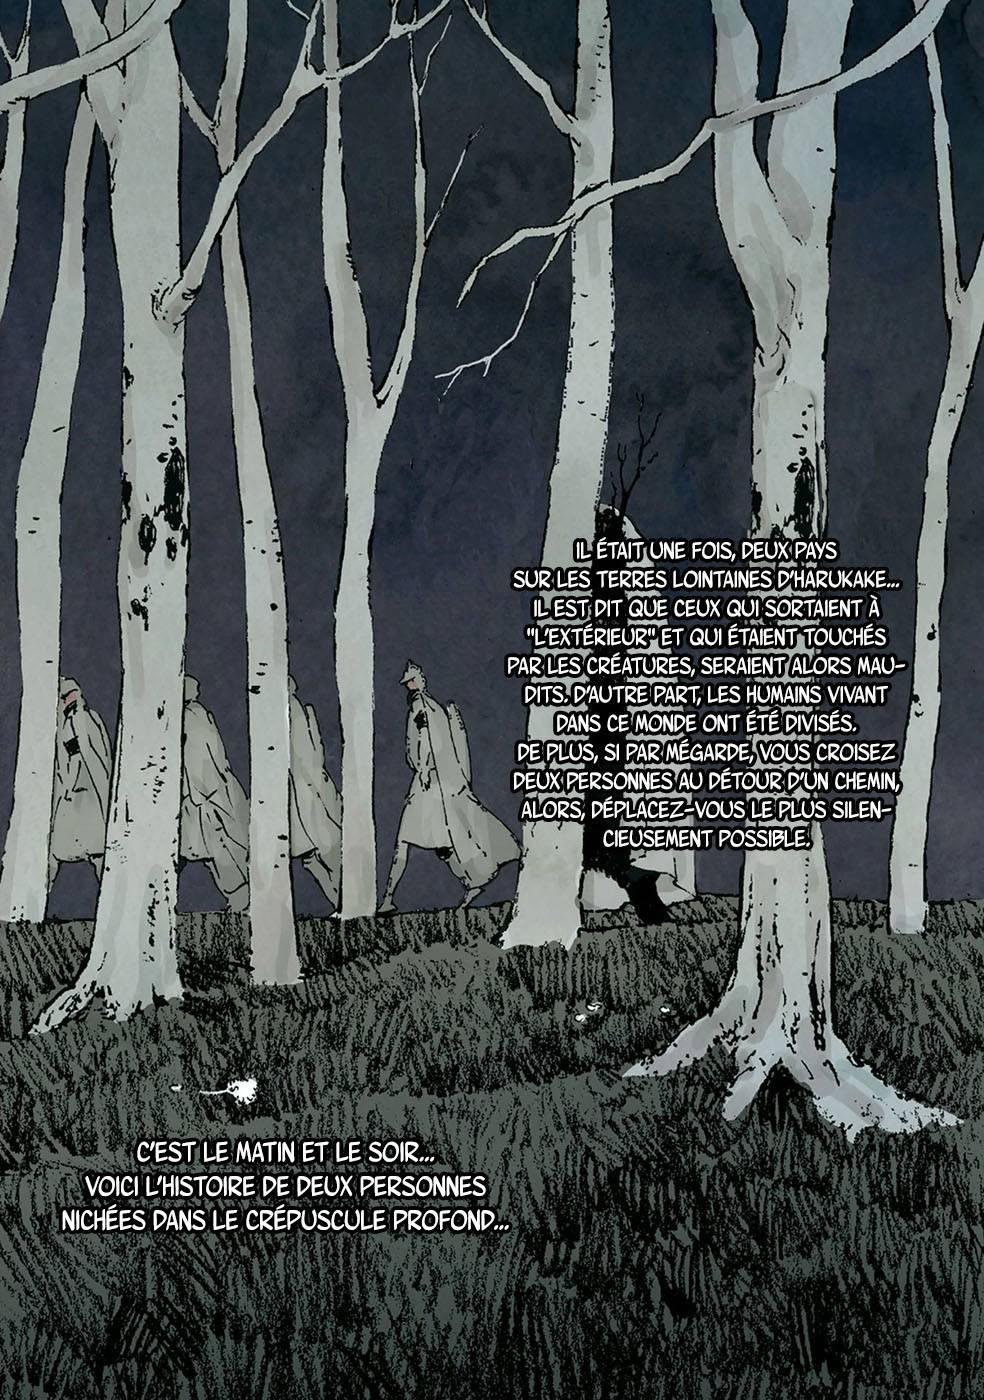 IL ÉTAIT UNE FOIS, DEUX PAYS
SUR LES TERRES LOINTAINES D'HARUKAKE...
IL EST DIT QUE CEUX QUI SORTAIENT À
"L'EXTÉRIEUR" ET QUI ÉTAIENT TOUCHÉS
PAR LES CRÉATURES, SERAIENT ALORS MAU-
DITS. D'AUTRE PART, LES HUMAINS VIVANT
DANS CE MONDE ONT ÉTÉ DIVISÉS.
DE PLUS, SI PAR MÉGARDE, VOUS CROISEZ
DEUX PERSONNES AU DÉTOUR D'UN CHEMIN,
ALORS, DÉPLACEZ-VOUS LE PLUS SILEN-
CIEUSEMENT POSSIBLE.
C'EST LE MATIN ET LE SOIR...
VOICI L'HISTOIRE DE DEUX PERSONNES
NICHÉES DANS LE CRÉPUSCULE PROFOND...